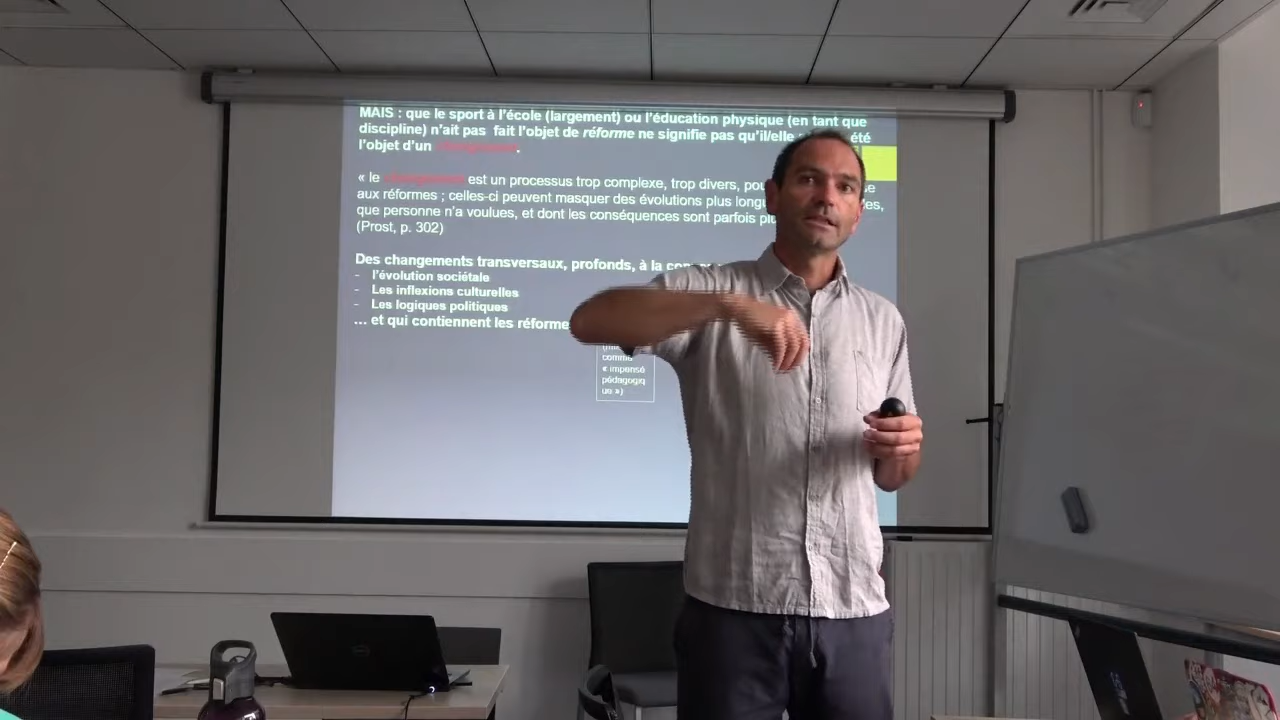 MAIS : que le sport à l'école (largement) ou l'éducation physique (en tant que
discipline) n'ait pas fait l'objet de réforme ne signifie pas qu'il/elle été
l'objet d'un changement.
« le changement est un processus trop complexe, trop divers,
aux réformes ; celles-ci peuvent masquer des évolutions plus
que personne n'a voulues, et dont les conséquences sont parfois
(Prost, p. 302)
Des changements transversaux, profonds, à la
- l'évolution sociétale
- Les inflexions culturelles
- Les logiques politiques
... et qui contiennent les réforme
comme
« impensé
pédagogiq
ue »)
DELL